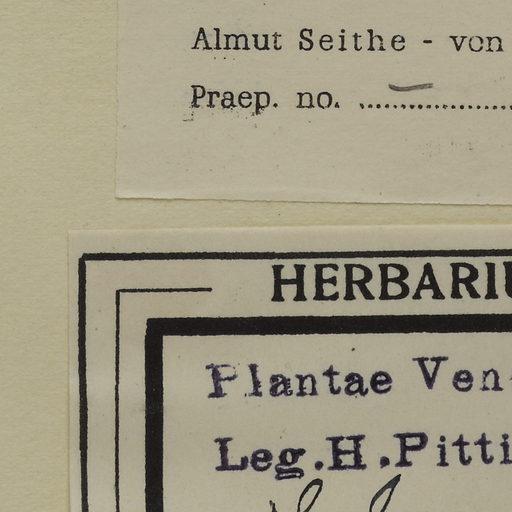 Almut Seithe - von
Praep. no.
HERBARIU
Plantae Ven
Leg.H.Pitti